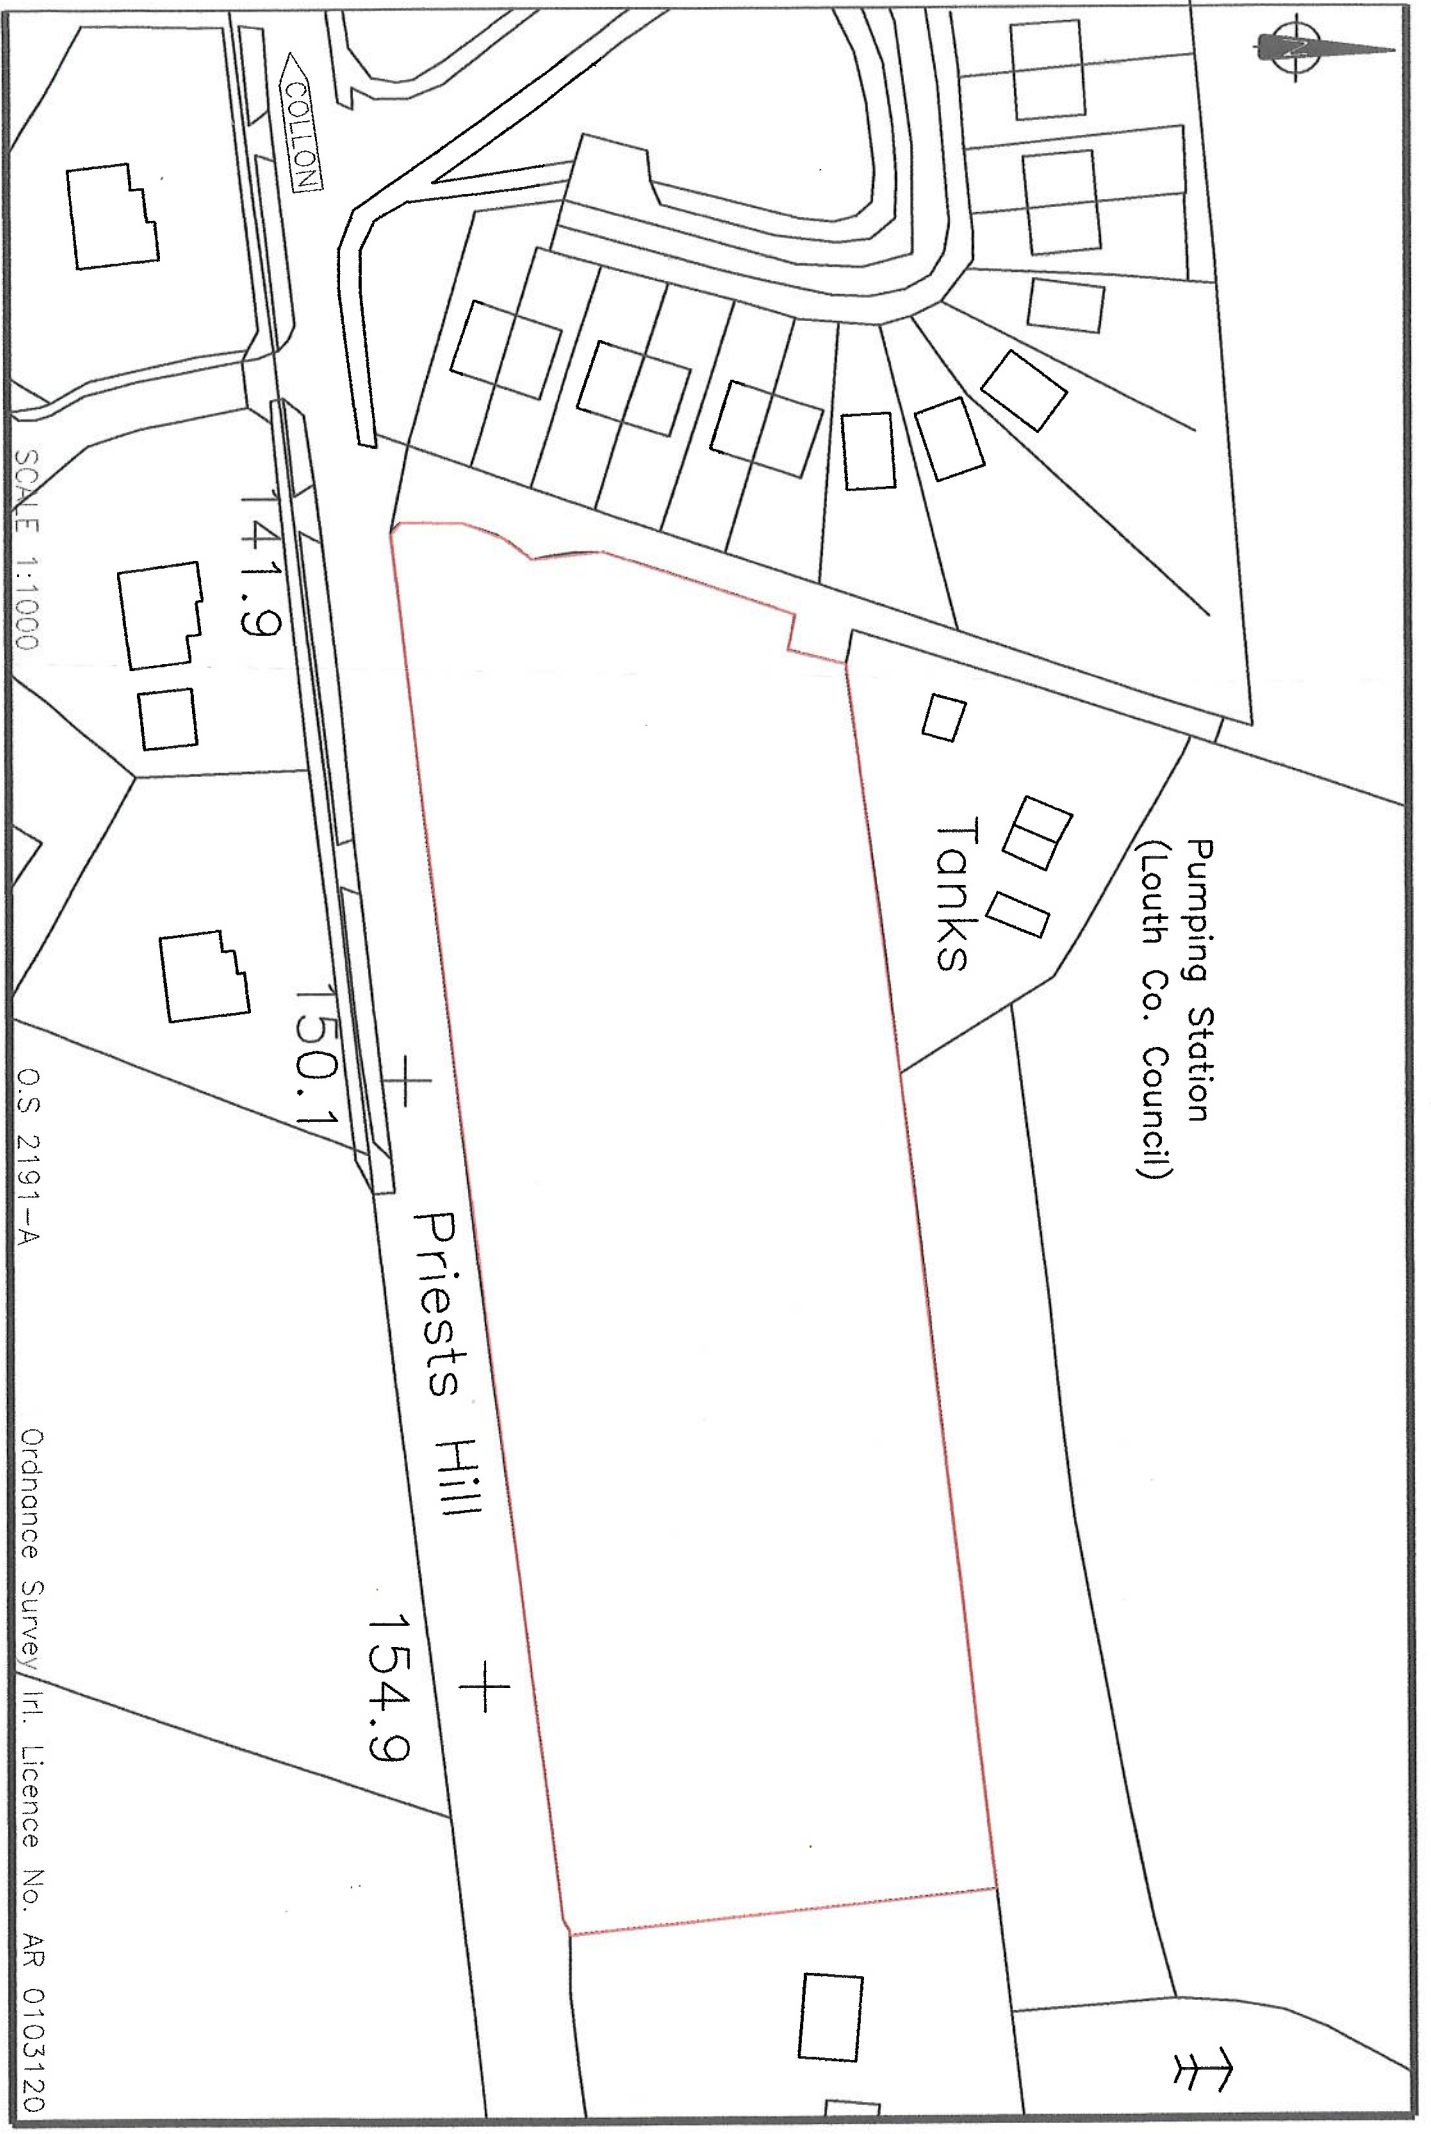 N
COLLON
Pumping Station
(Louth Co. Council)
Tanks
141.9
150.1
Priests Hill
154.9
SCALE 1:1000
O.S 2191-A
Ordnance Survey Irl. Licence No. AR 0103120